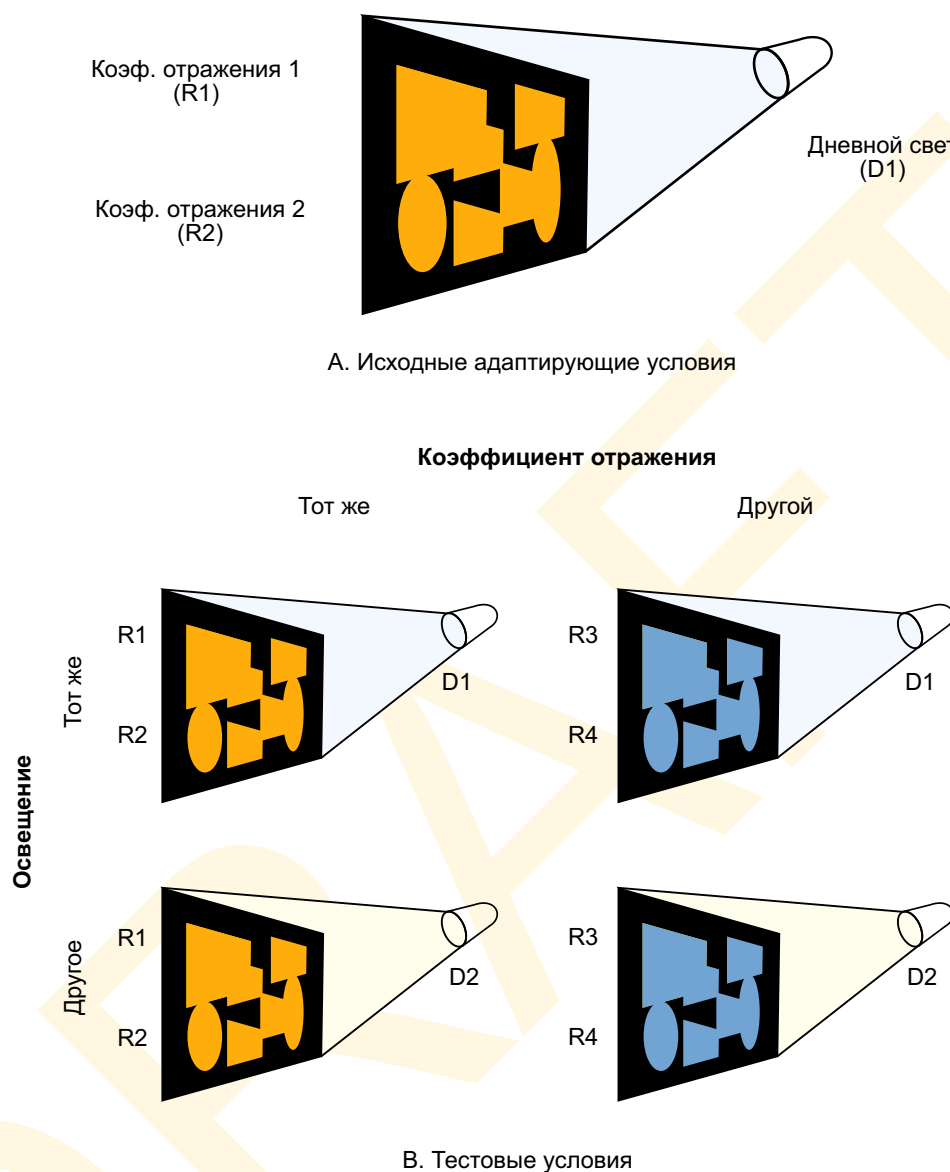 Коэф. отражения 1
(R1)
Дневной свет
(D1)
Коэф. отражения 2
(R2)
А. Исходные адаптирующие условия
Коэффициент отражения
Тот же
Другой
Освещение
Тот же
R1
R2
D1
R3
R4
D1
Другое
R1
R2
D2
R3
R4
D2
В. Тестовые условия
DRAFT